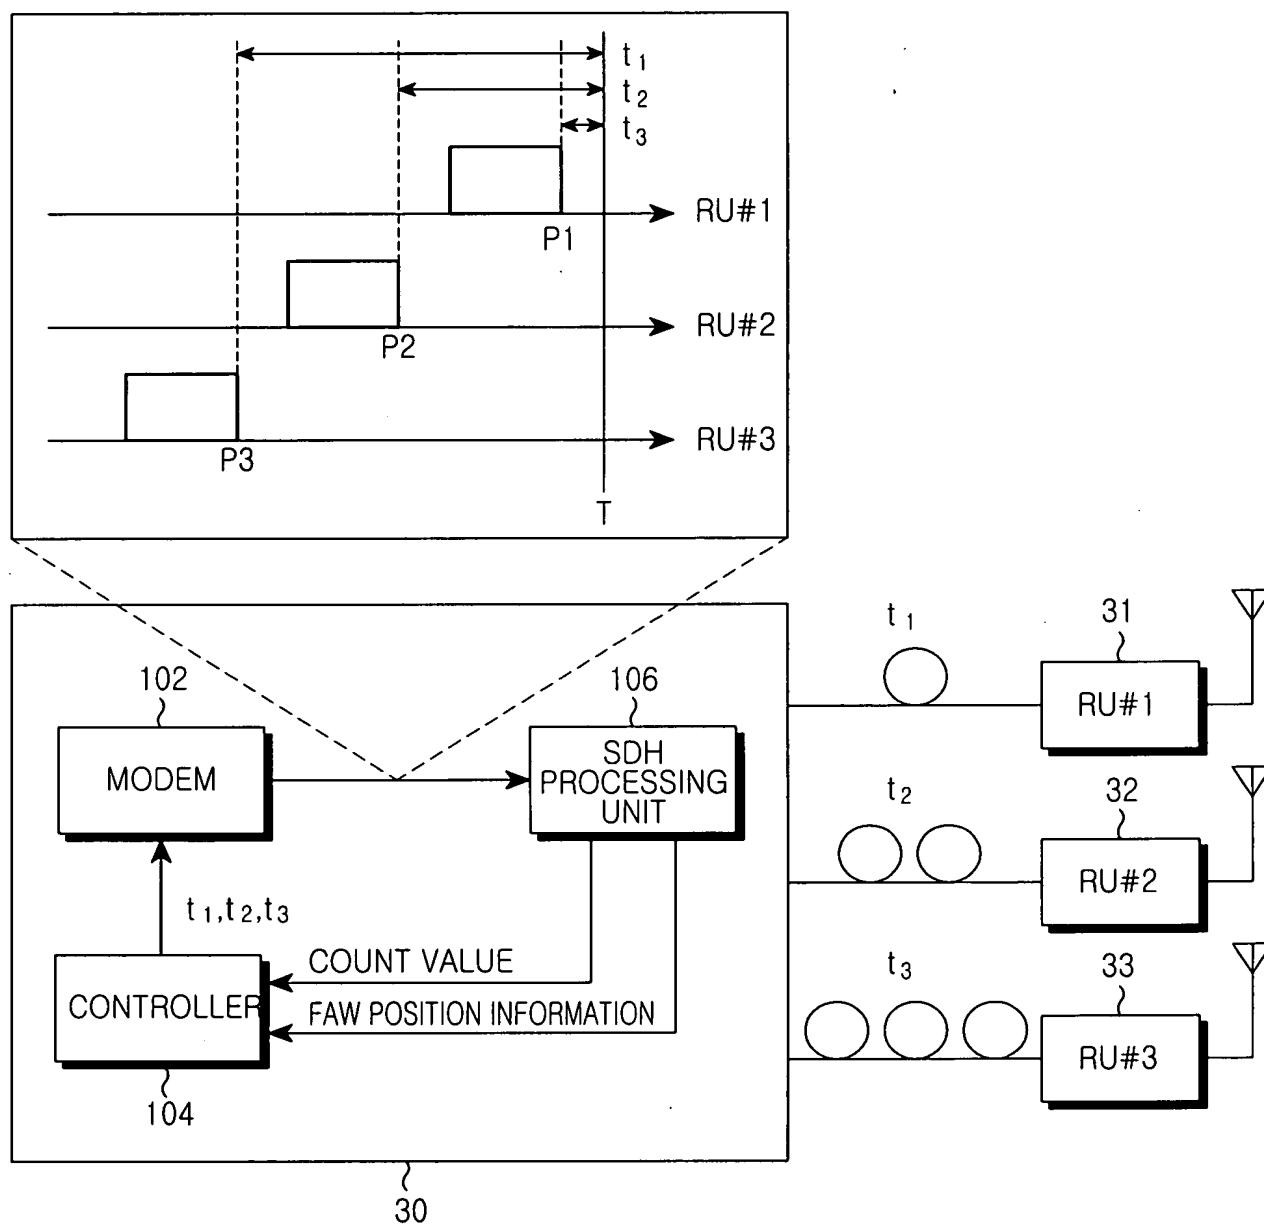 t1
t2
t3
RU#1
P1
RU#2
P2
RU#3
P3
T
t1
31
RU#1
102
106
MODEM
SDH
PROCESSING
UNIT
t2
32
RU#2
t1,t2,t3
COUNT VALUE
t3
33
CONTROLLER
FAW POSITION INFORMATION
RU#3
104
30